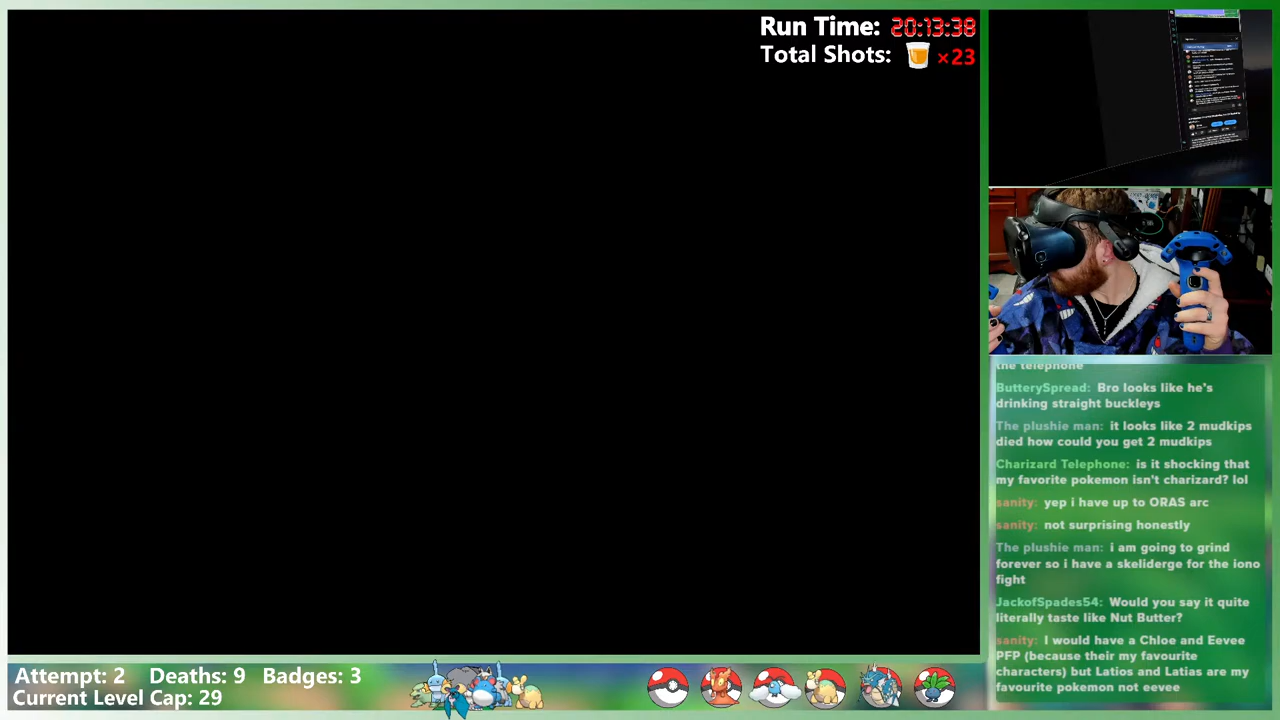 Run Time: 20:13:38
Total Shots: ×23
the telephone
ButterySpread: Bro looks like he's
drinking straight buckleys
The plushie man: it looks like 2 mudkips
died how could you get 2 mudkips
Charizard Telephone: is it shocking that
my favorite pokemon isn't charizard? lol
sanity: yep i have up to ORAS arc
sanity: not surprising honestly
The plushie man: i am going to grind
forever so i have a skeliderge for the iono
fight
JackofSpades54: Would you say it quite
literally taste like Nut Butter?
sanity: I would have a Chloe and Eevee
PFP (because their my favourite
characters) but Latios and Latias are my
favourite pokemon not eevee
Attempt: 2 Deaths: 9 Badges: 3
Current Level Cap: 29